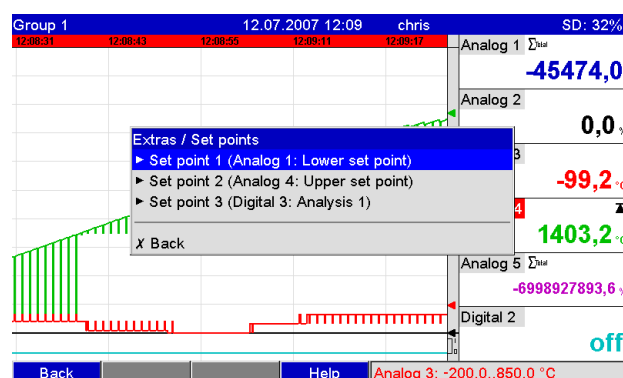 Group 1 12.07.2007 12:09 chris SD: 32%
12:08:31 12:08:43 12:08:55 12:09:11 12:09:17
Analog 1 ΣTotal
-45474,0
Analog 2
0,0 %
Extras / Set points
► Set point 1 (Analog 1: Lower set point)
► Set point 2 (Analog 4: Upper set point)
► Set point 3 (Digital 3: Analysis 1)
✗ Back
3
-99,2 °C
4
1403,2 °C
Analog 5 ΣTotal
-6998927893,6
Digital 2
off
Back Help Analog 3: -200,0..850,0 °C